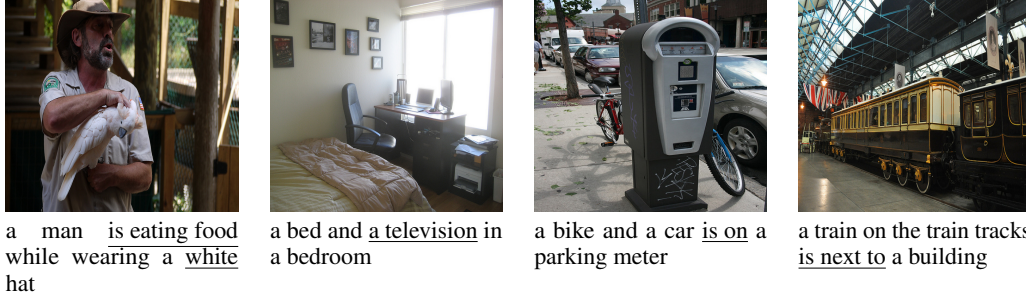 a man is eating food
while wearing a white
hat
a bed and a television in
a bedroom
a bike and a car is on a
parking meter
a train on the train tracks
is next to a building